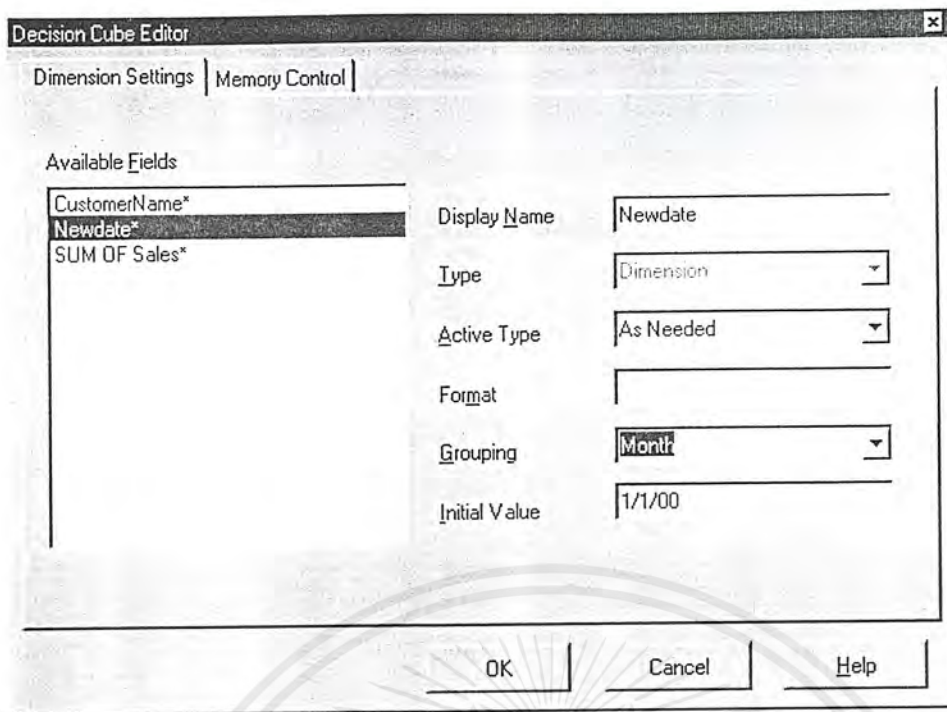 Decision Cube Editor
Dimension Settings
Memory Control
Available Fields
CustomerName*
Newdate*
SUM OF Sales*
Display Name Newdate
Type Dimension
Active Type As Needed
Format
Grouping Month
Initial Value 1/1/00
OK Cancel Help